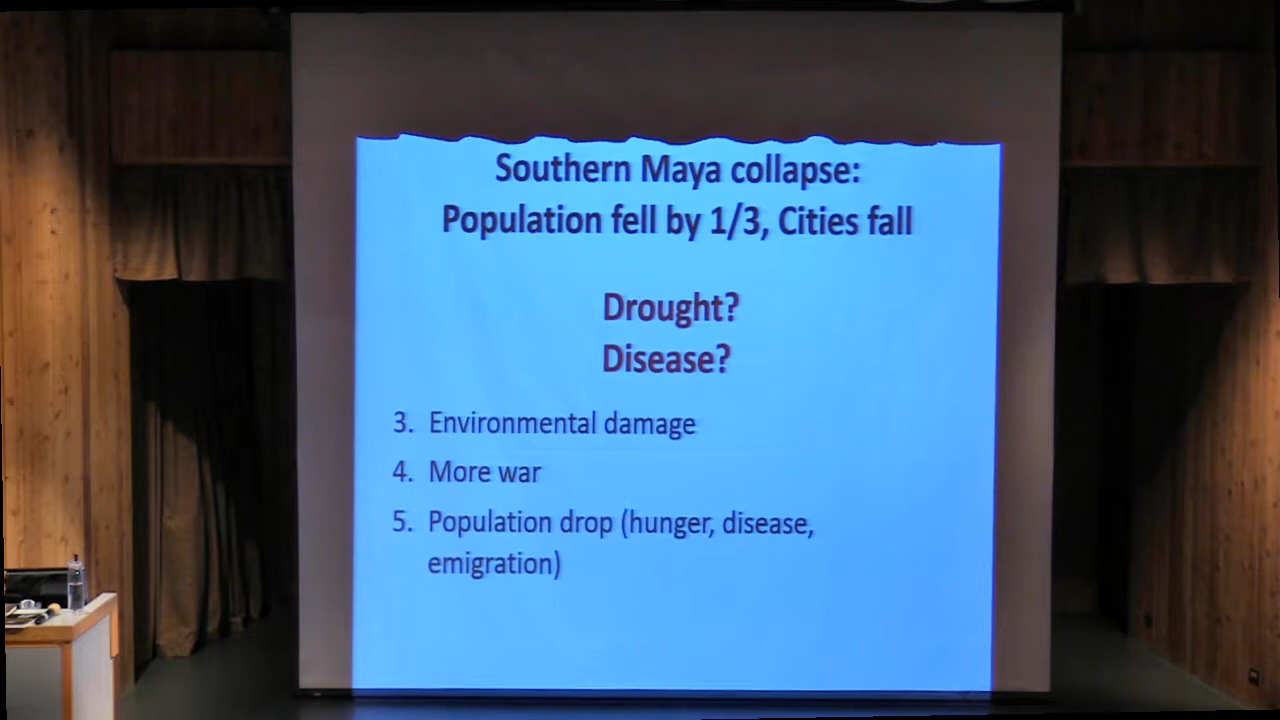 Southern Maya collapse:
Population fell by 1/3, Cities fall
Drought?
Disease?
3. Environmental damage
4. More war
5. Population drop (hunger, disease,
emigration)